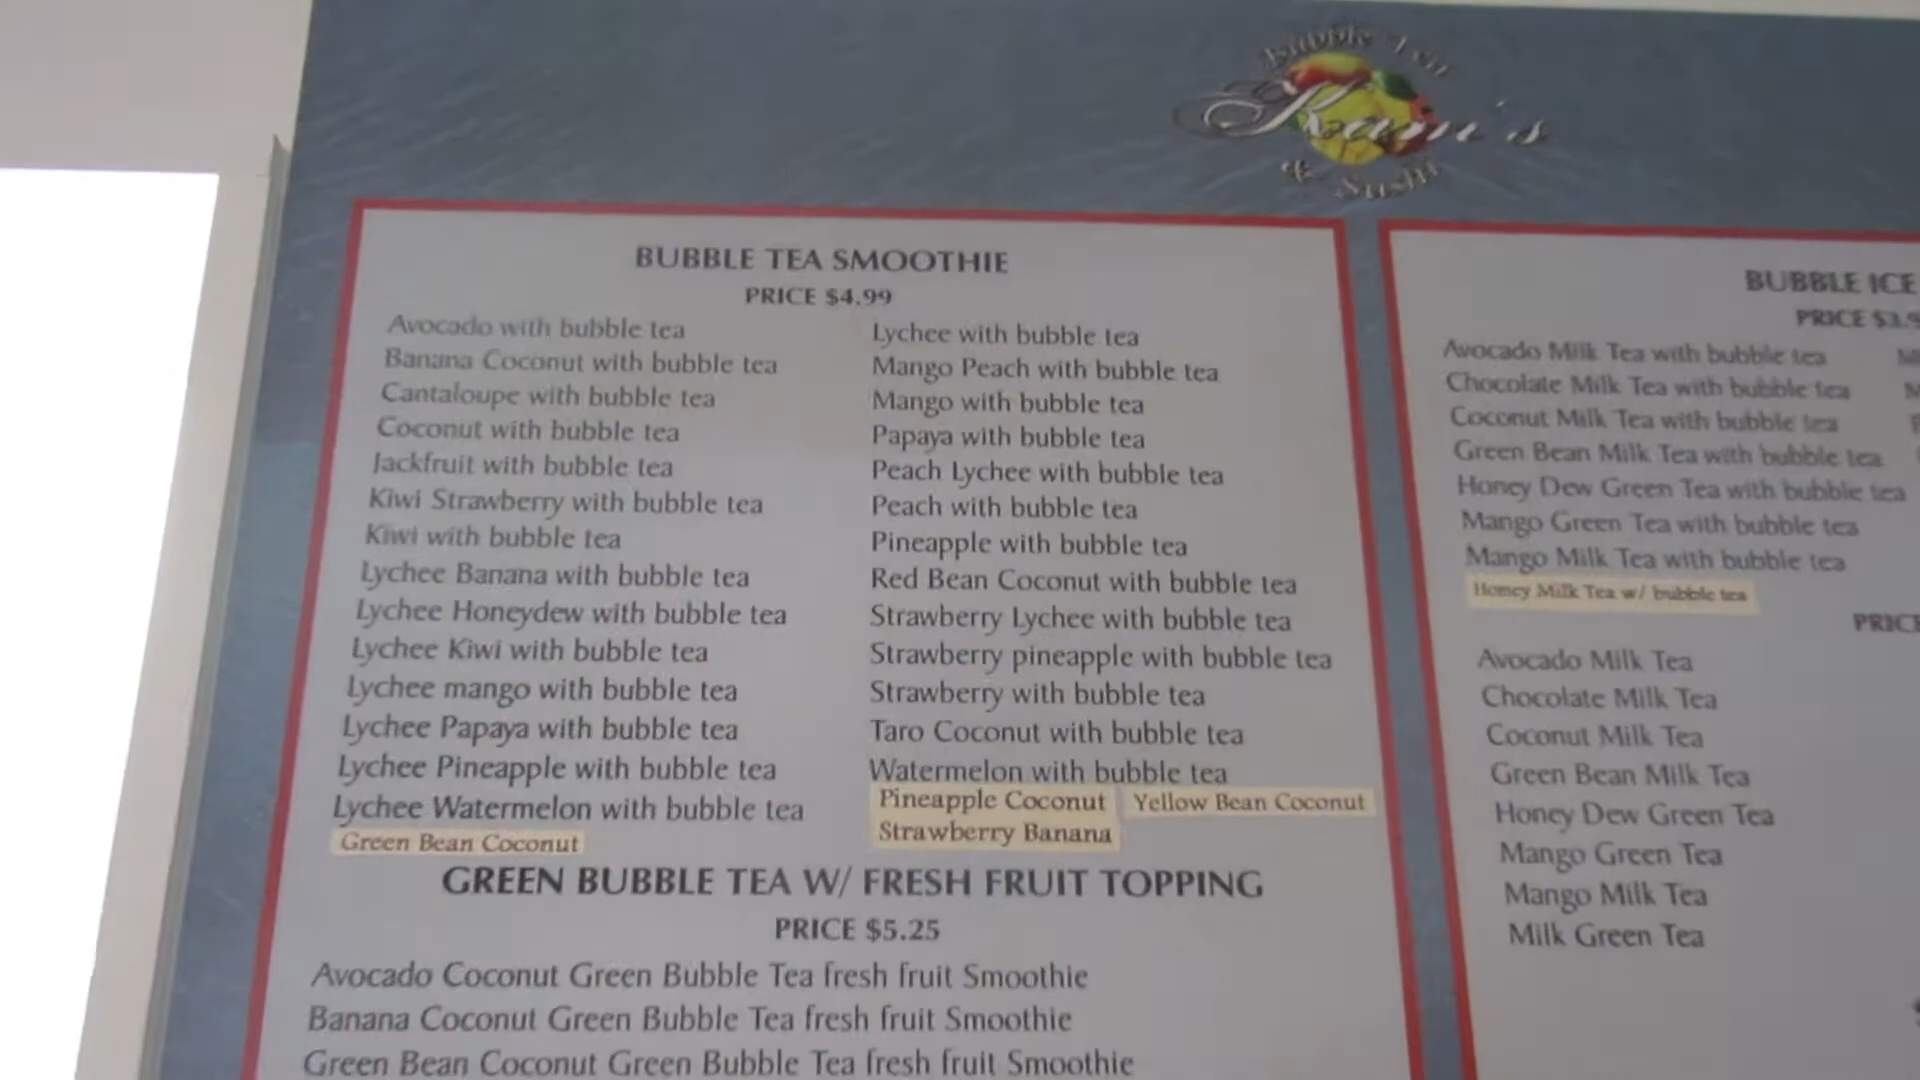 Bubble Tea
Kam's
& Sushi
BUBBLE TEA SMOOTHIE
PRICE $4.99
Avocado with bubble tea
Banana Coconut with bubble tea
Cantaloupe with bubble tea
Coconut with bubble tea
Jackfruit with bubble tea
Kiwi Strawberry with bubble tea
Kiwi with bubble tea
Lychee Banana with bubble tea
Lychee Honeydew with bubble tea
Lychee Kiwi with bubble tea
Lychee mango with bubble tea
Lychee Papaya with bubble tea
Lychee Pineapple with bubble tea
Lychee Watermelon with bubble tea
Green Bean Coconut
Lychee with bubble tea
Mango Peach with bubble tea
Mango with bubble tea
Papaya with bubble tea
Peach Lychee with bubble tea
Peach with bubble tea
Pineapple with bubble tea
Red Bean Coconut with bubble tea
Strawberry Lychee with bubble tea
Strawberry pineapple with bubble tea
Strawberry with bubble tea
Taro Coconut with bubble tea
Watermelon with bubble tea
Pineapple Coconut
Yellow Bean Coconut
Strawberry Banana
GREEN BUBBLE TEA W/ FRESH FRUIT TOPPING
PRICE $5.25
Avocado Coconut Green Bubble Tea fresh fruit Smoothie
Banana Coconut Green Bubble Tea fresh fruit Smoothie
Green Bean Coconut Green Bubble Tea fresh fruit Smoothie
BUBBLE ICE
PRICE $3.9
Avocado Milk Tea with bubble tea
Chocolate Milk Tea with bubble tea
Coconut Milk Tea with bubble tea
Green Bean Milk Tea with bubble tea
Honey Dew Green Tea with bubble tea
Mango Green Tea with bubble tea
Mango Milk Tea with bubble tea
Honey Milk Tea w/ bubble tea
PRICE
Avocado Milk Tea
Chocolate Milk Tea
Coconut Milk Tea
Green Bean Milk Tea
Honey Dew Green Tea
Mango Green Tea
Mango Milk Tea
Milk Green Tea